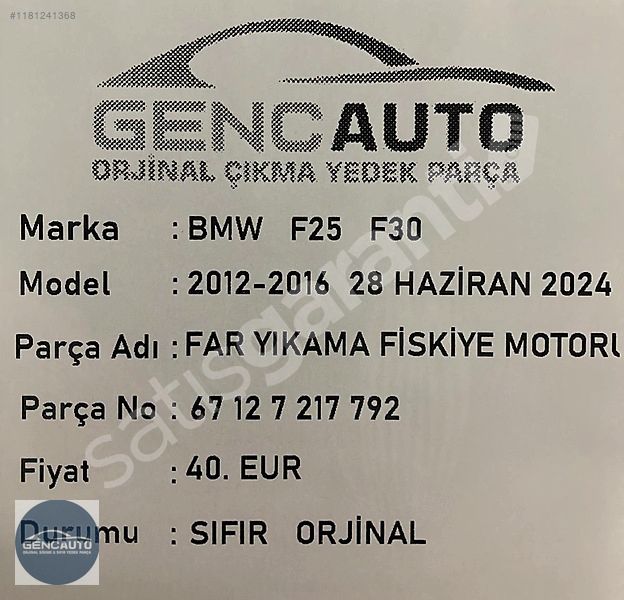 #1181241368
GENCAUTO
ORJİNAL ÇIKMA YEDEK PARÇA
Marka : BMW F25 F30
Model : 2012-2016 28 HAZİRAN 2024
Parça Adı : FAR YIKAMA FİSKİYE MOTORU
Parça No : 67 12 7 217 792
Fiyat : 40. EUR
Durumu : SIFIR ORJİNAL
satısgaranti
GENCAUTO